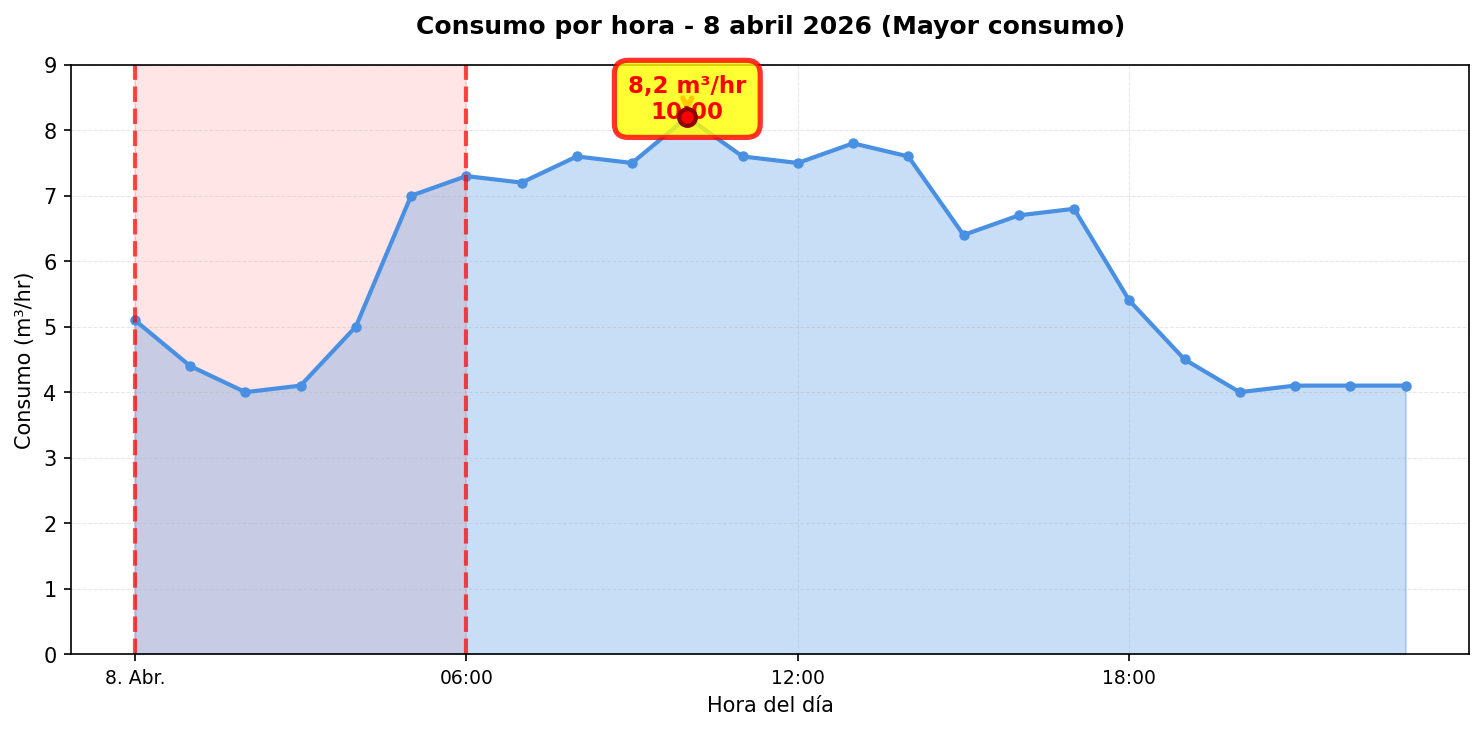 Consumo por hora - 8 abril 2026 (Mayor consumo)
8,2 m³/hr
10:00
Consumo (m³/hr)
9
8
7
6
5
4
3
2
1
0
8. Abr.
06:00
12:00
18:00
Hora del día